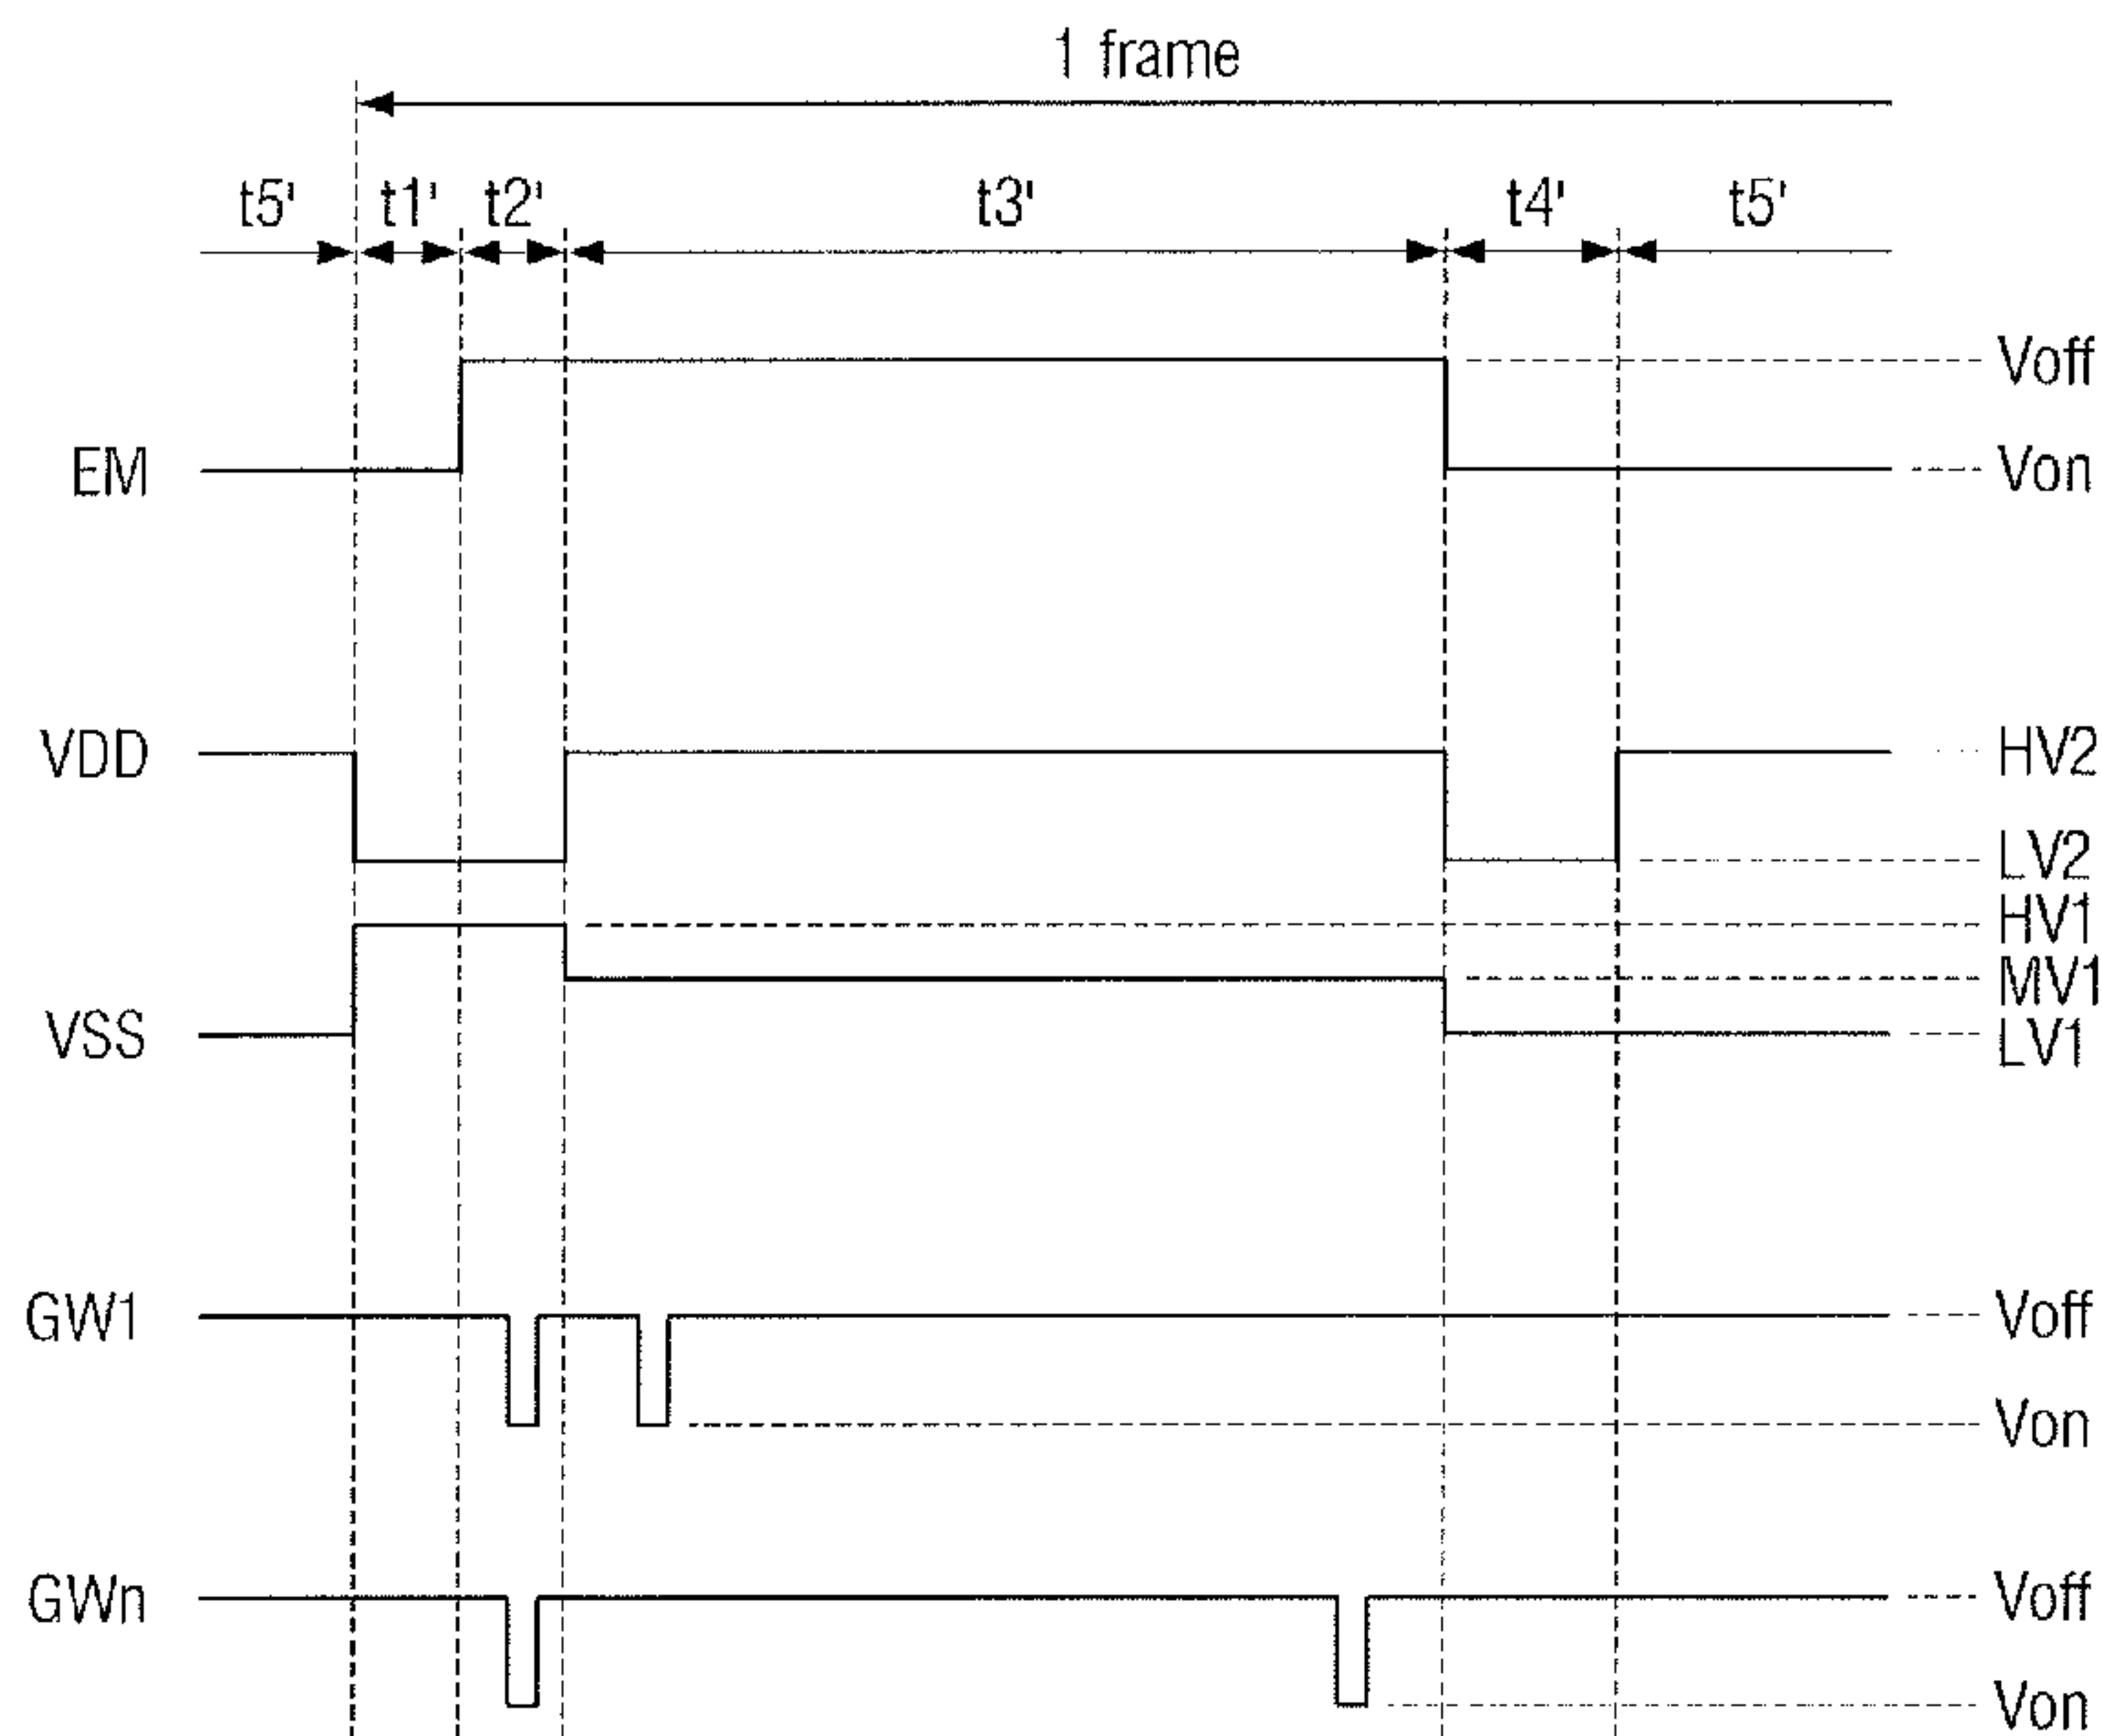 1 frame
t5' t1' t2' t3' t4' t5'
Voff
EM Von
VDD HV2
LV2
HV1
MV1
VSS LV1
GW1 Voff
Von
GWn Voff
Von